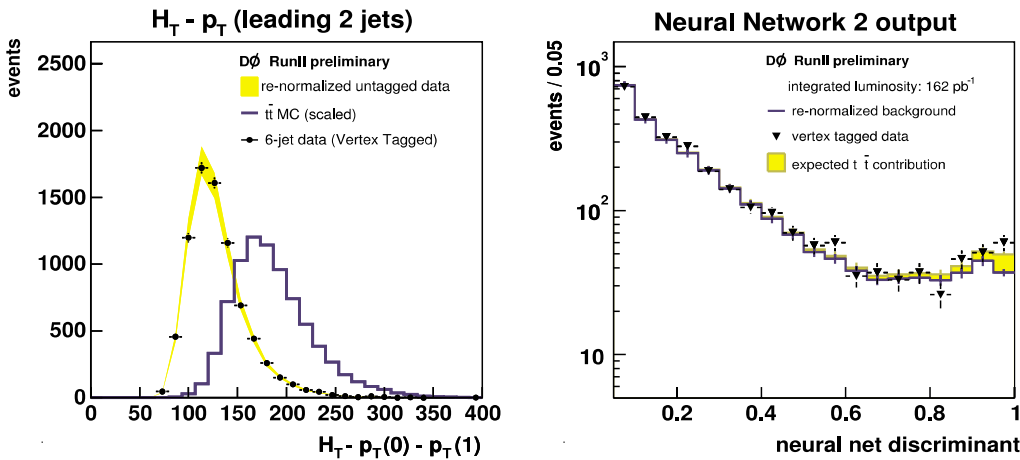 H_T - p_T (leading 2 jets)
events
2500
2000
1500
1000
500
0
DØ RunII preliminary
re-normalized untagged data
tt̄ MC (scaled)
6-jet data (Vertex Tagged)
0 50 100 150 200 250 300 350 400
H_T - p_T(0) - p_T(1)
Neural Network 2 output
events / 0.05
10³
10²
10
DØ RunII preliminary
integrated luminosity: 162 pb⁻¹
re-normalized background
vertex tagged data
expected t t̄ contribution
0.2 0.4 0.6 0.8 1
neural net discriminant